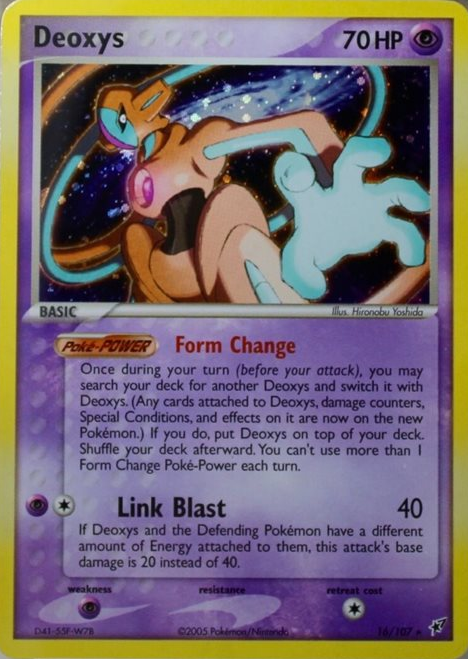 Deoxys 70 HP
BASIC Illus. Hironobu Yoshida
Poké-POWER Form Change
Once during your turn (before your attack), you may
search your deck for another Deoxys and switch it with
Deoxys. (Any cards attached to Deoxys, damage counters,
Special Conditions, and effects on it are now on the new
Pokémon.) If you do, put Deoxys on top of your deck.
Shuffle your deck afterward. You can't use more than 1
Form Change Poké-Power each turn.
Link Blast 40
If Deoxys and the Defending Pokémon have a different
amount of Energy attached to them, this attack's base
damage is 20 instead of 40.
weakness resistance retreat cost
D41-5SF-W7B ©2005 Pokémon/Nintendo 16/107 ★